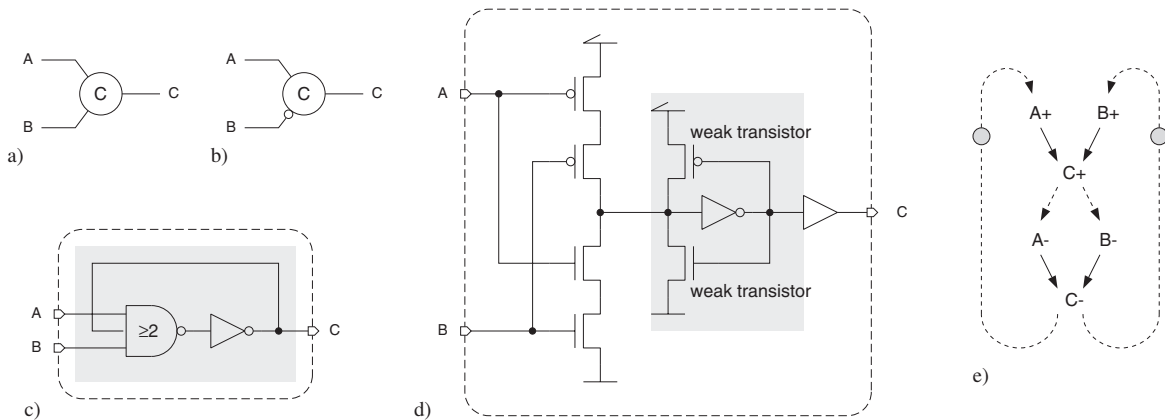 A
C
C
B
a)
A
C
C
B
b)
A
B
≥2
C
c)
A
B
weak transistor
weak transistor
C
d)
A+
B+
C+
A-
B-
C-
e)